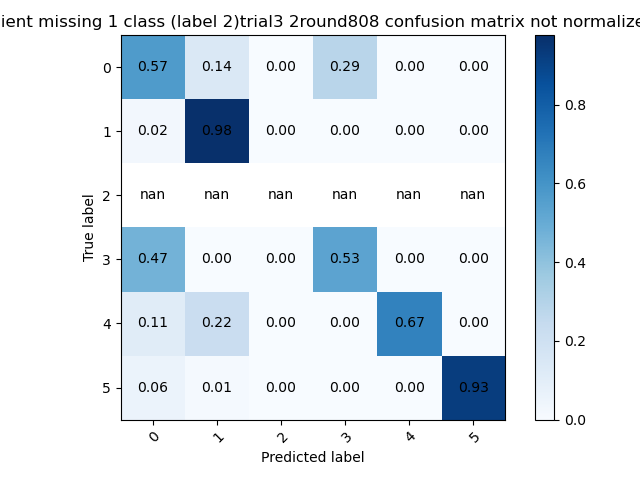 ient missing 1 class (label 2)trial3 2round808 confusion matrix not normalize
0 0.57 0.14 0.00 0.29 0.00 0.00
1 0.02 0.98 0.00 0.00 0.00 0.00
2 nan nan nan nan nan nan
3 0.47 0.00 0.00 0.53 0.00 0.00
4 0.11 0.22 0.00 0.00 0.67 0.00
5 0.06 0.01 0.00 0.00 0.00 0.93
0 1 2 3 4 5
True label
Predicted label
0.8
0.6
0.4
0.2
0.0